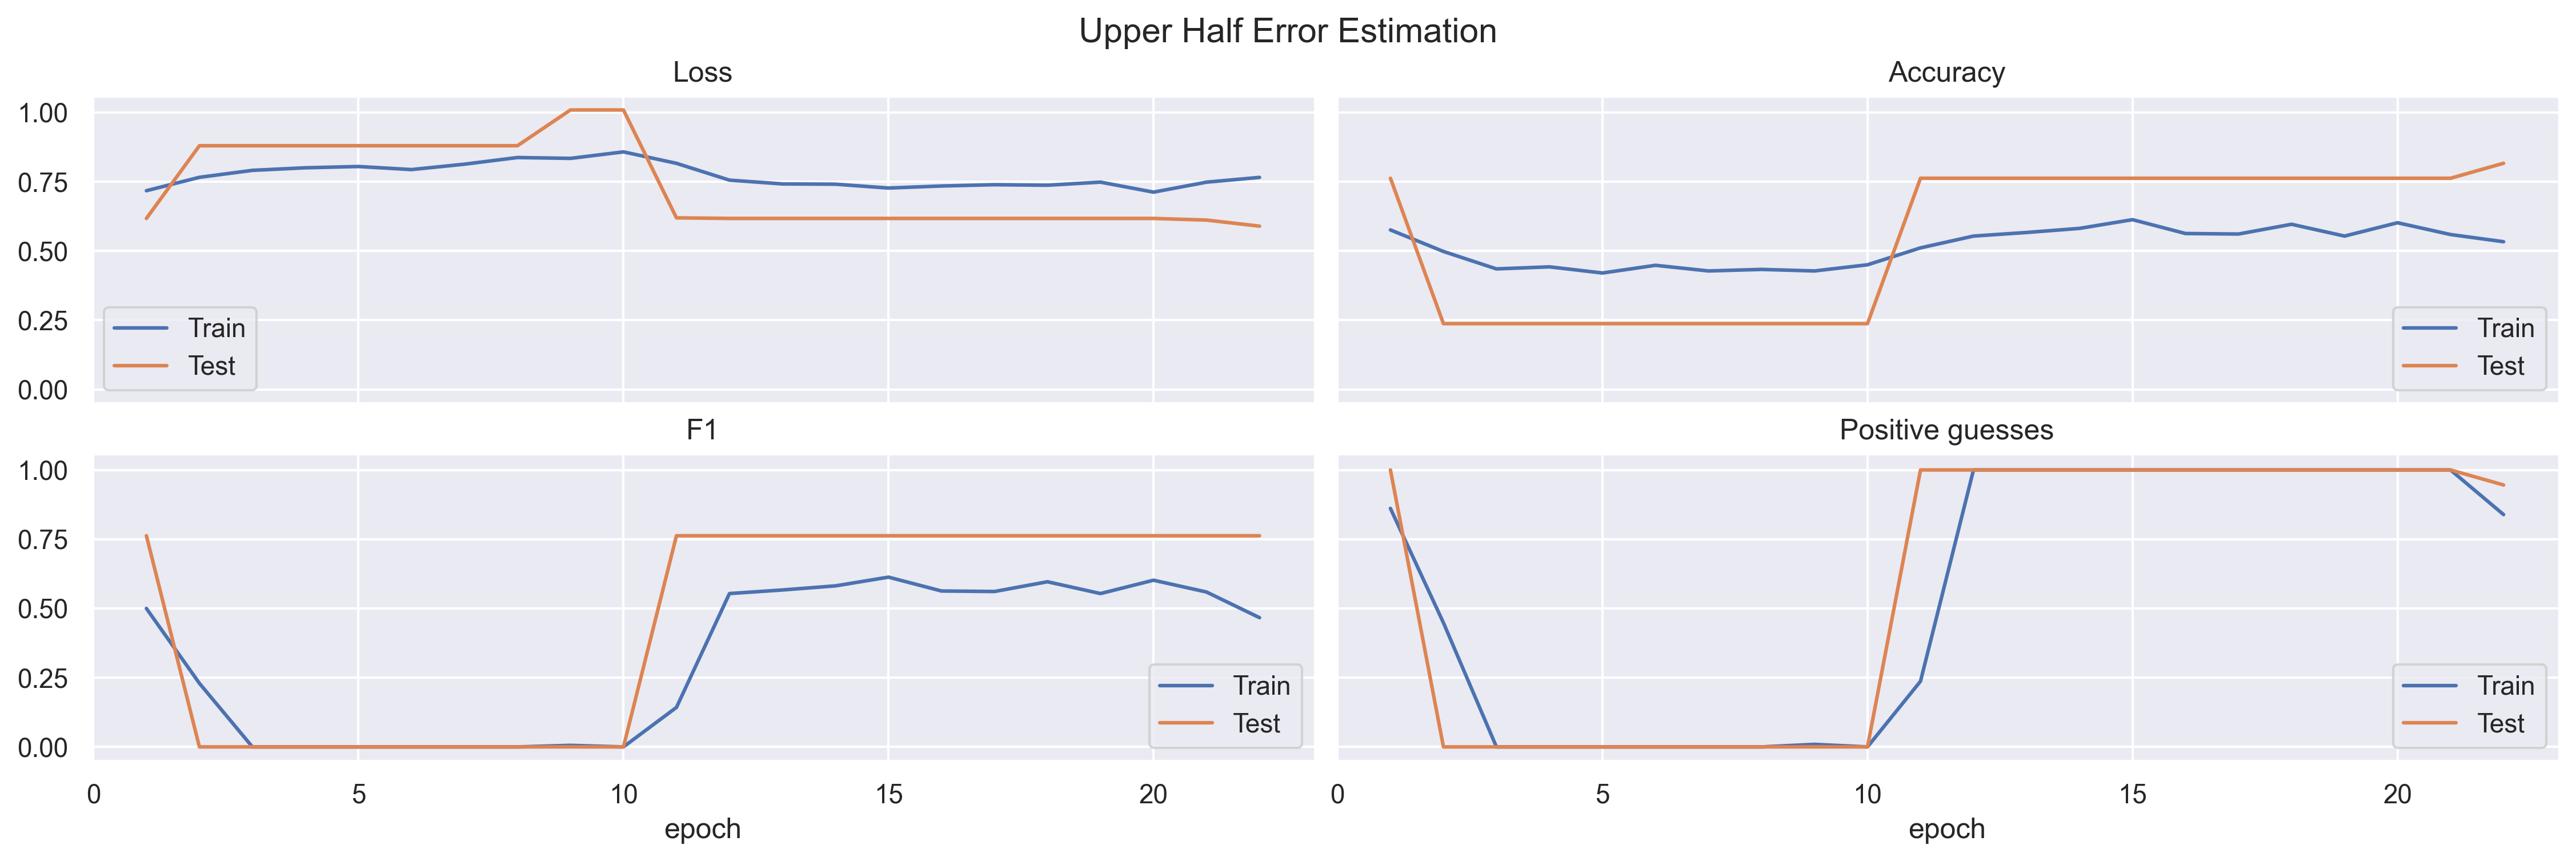 Upper Half Error Estimation
Loss
Accuracy
1.00
0.75
0.50
0.25
0.00
Train
Test
Train
Test
F1
Positive guesses
1.00
0.75
0.50
0.25
0.00
Train
Test
Train
Test
0 5 10 15 20
0 5 10 15 20
epoch
epoch